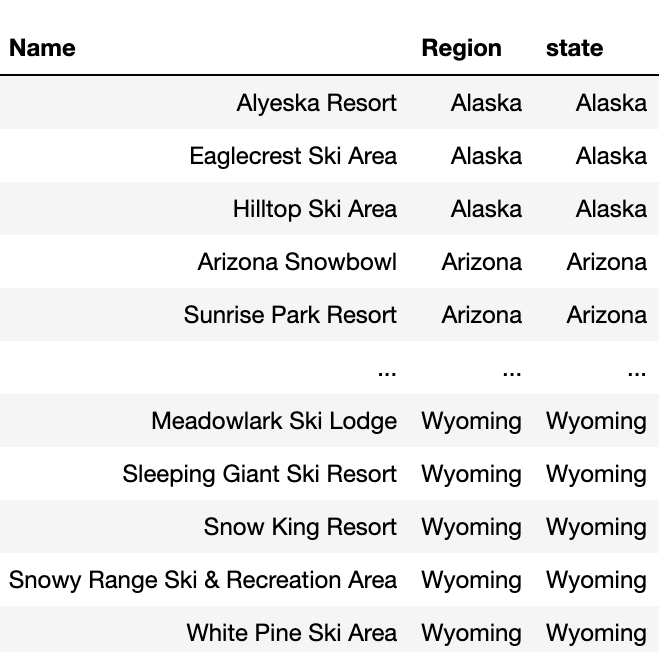 Name Region state
Alyeska Resort Alaska Alaska
Eaglecrest Ski Area Alaska Alaska
Hilltop Ski Area Alaska Alaska
Arizona Snowbowl Arizona Arizona
Sunrise Park Resort Arizona Arizona
... ... ...
Meadowlark Ski Lodge Wyoming Wyoming
Sleeping Giant Ski Resort Wyoming Wyoming
Snow King Resort Wyoming Wyoming
Snowy Range Ski & Recreation Area Wyoming Wyoming
White Pine Ski Area Wyoming Wyoming